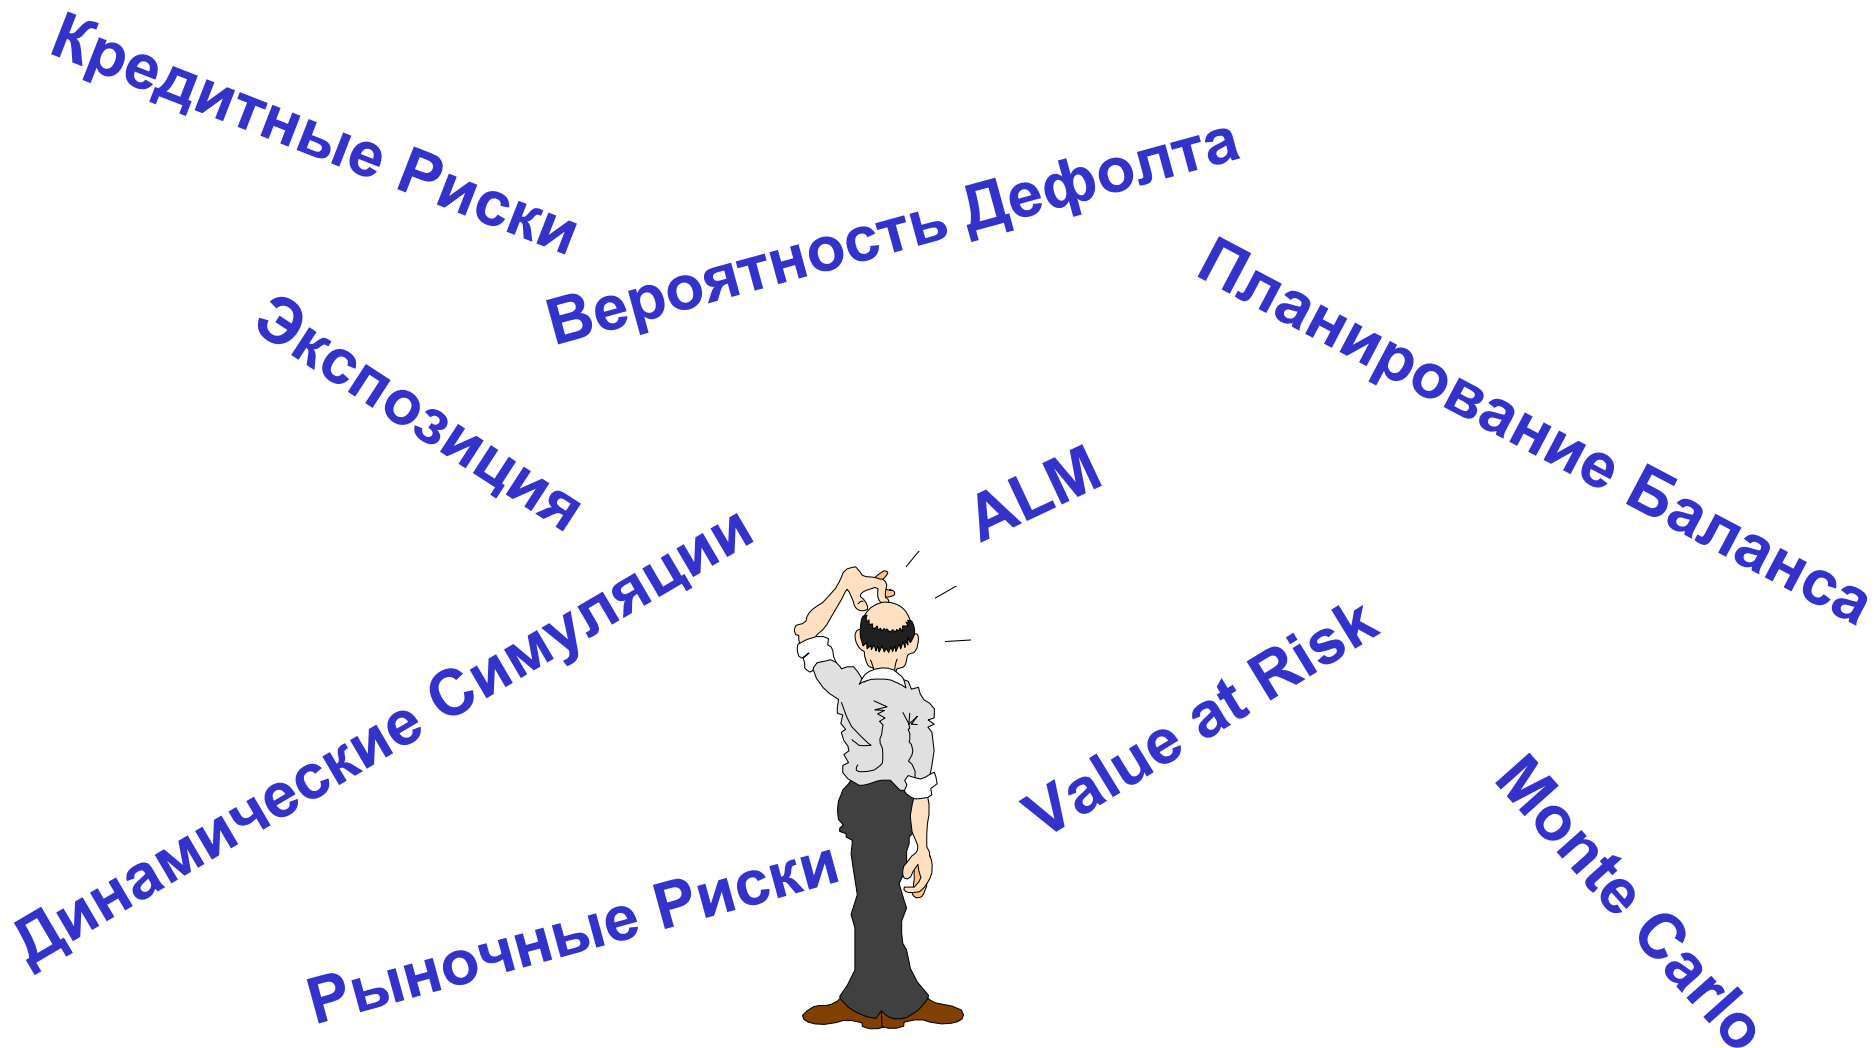 Кредитные Риски
Вероятность Дефолта
Планирование Баланса
Экспозиция
ALM
Динамические Симуляции
Value at Risk
Monte Carlo
Рыночные Риски